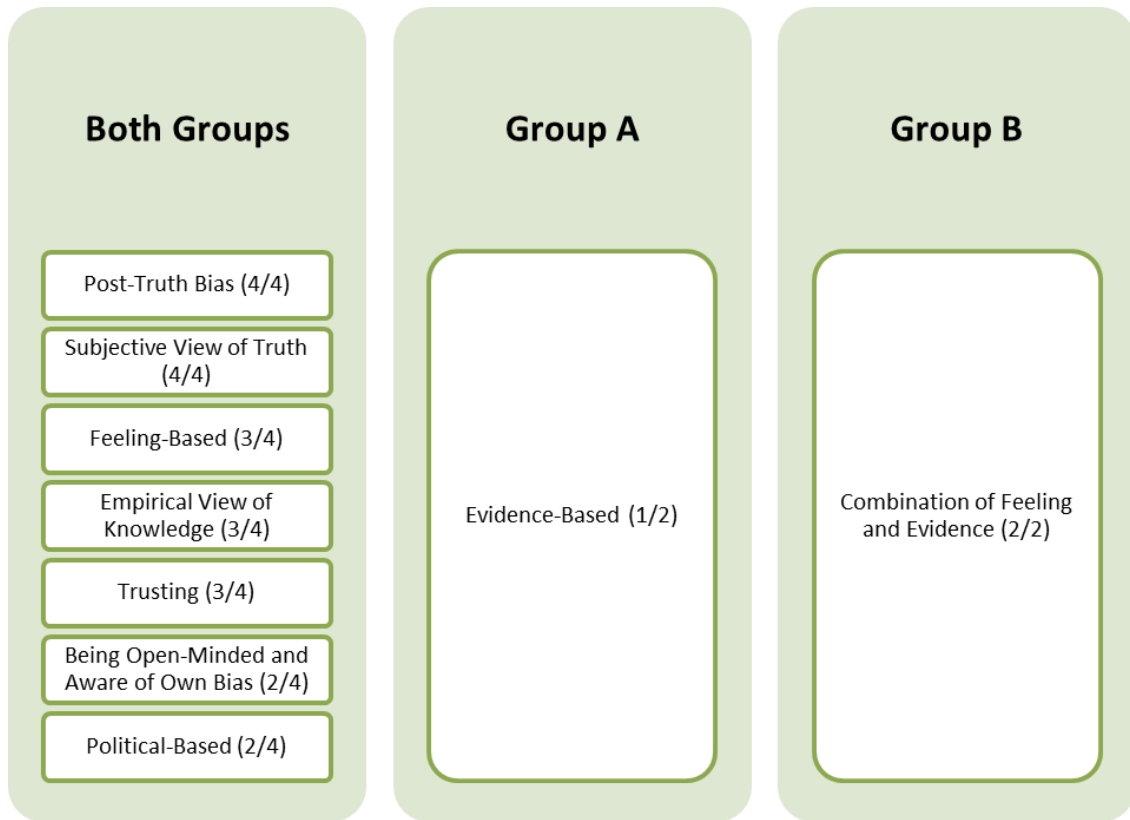 Both Groups
Post-Truth Bias (4/4)
Subjective View of Truth
(4/4)
Feeling-Based (3/4)
Empirical View of
Knowledge (3/4)
Trusting (3/4)
Being Open-Minded and
Aware of Own Bias (2/4)
Political-Based (2/4)
Group A
Evidence-Based (1/2)
Group B
Combination of Feeling
and Evidence (2/2)